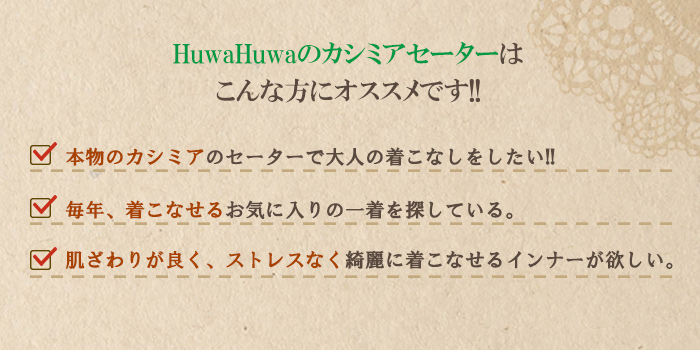 HuwaHuwaのカシミアセーターは
こんな方にオススメです!!
本物のカシミアのセーターで大人の着こなしをしたい!!
毎年、着こなせるお気に入りの一着を探している。
肌ざわりが良く、ストレスなく綺麗に着こなせるインナーが欲しい。